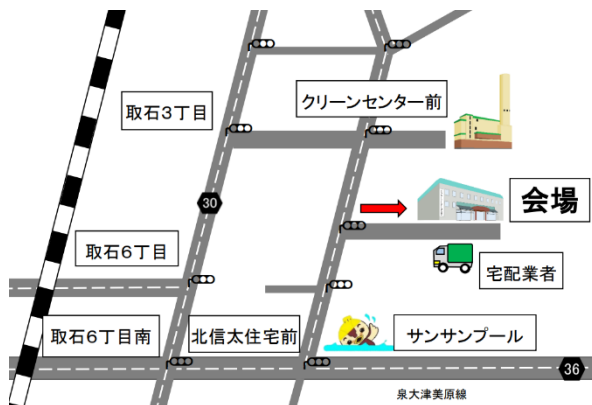 クリーンセンター前
取石3丁目
会場
30
取石6丁目
宅配業者
取石6丁目南
北信太住宅前
サンサンプール
36
泉大津美原線